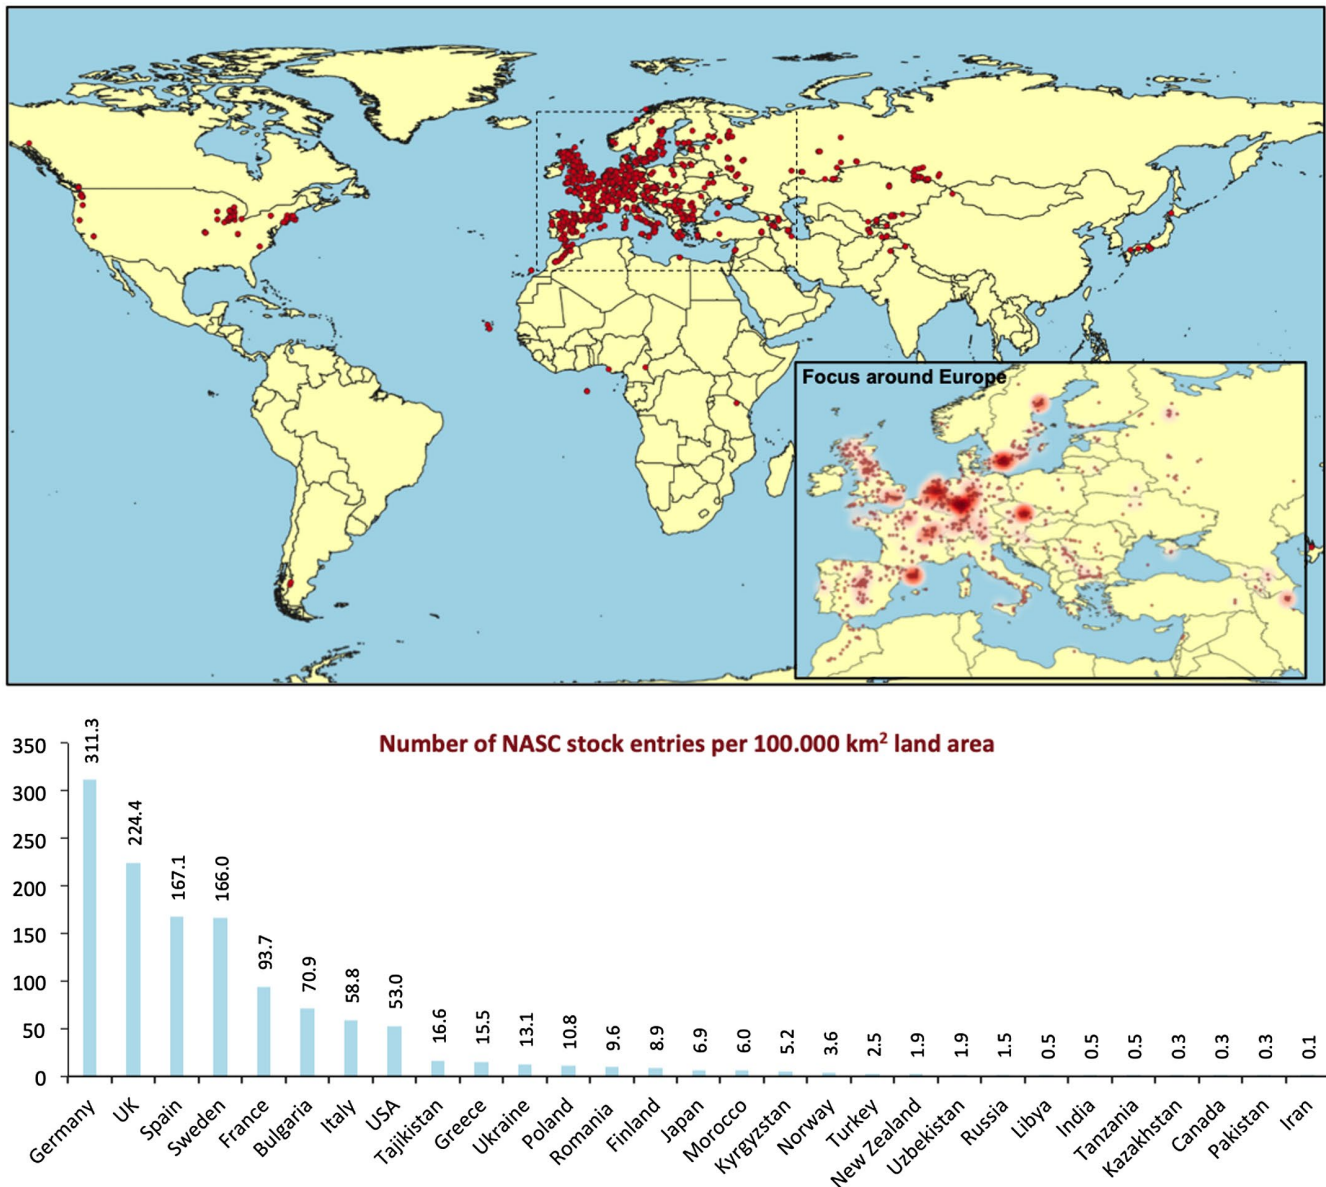 Focus around Europe
Number of NASC stock entries per 100.000 km² land area
350
300
250
200
150
100
50
0
311.3
224.4
167.1
166.0
93.7
70.9
58.8
53.0
16.6
15.5
13.1
10.8
9.6
8.9
6.9
6.0
5.2
3.6
2.5
1.9
1.9
1.5
0.5
0.5
0.5
0.3
0.3
0.3
0.1
Germany
UK
Spain
Sweden
France
Bulgaria
Italy
USA
Tajikistan
Greece
Ukraine
Poland
Romania
Finland
Japan
Morocco
Kyrgyzstan
Norway
Turkey
New Zealand
Uzbekistan
Russia
Libya
India
Tanzania
Kazakhstan
Canada
Pakistan
Iran